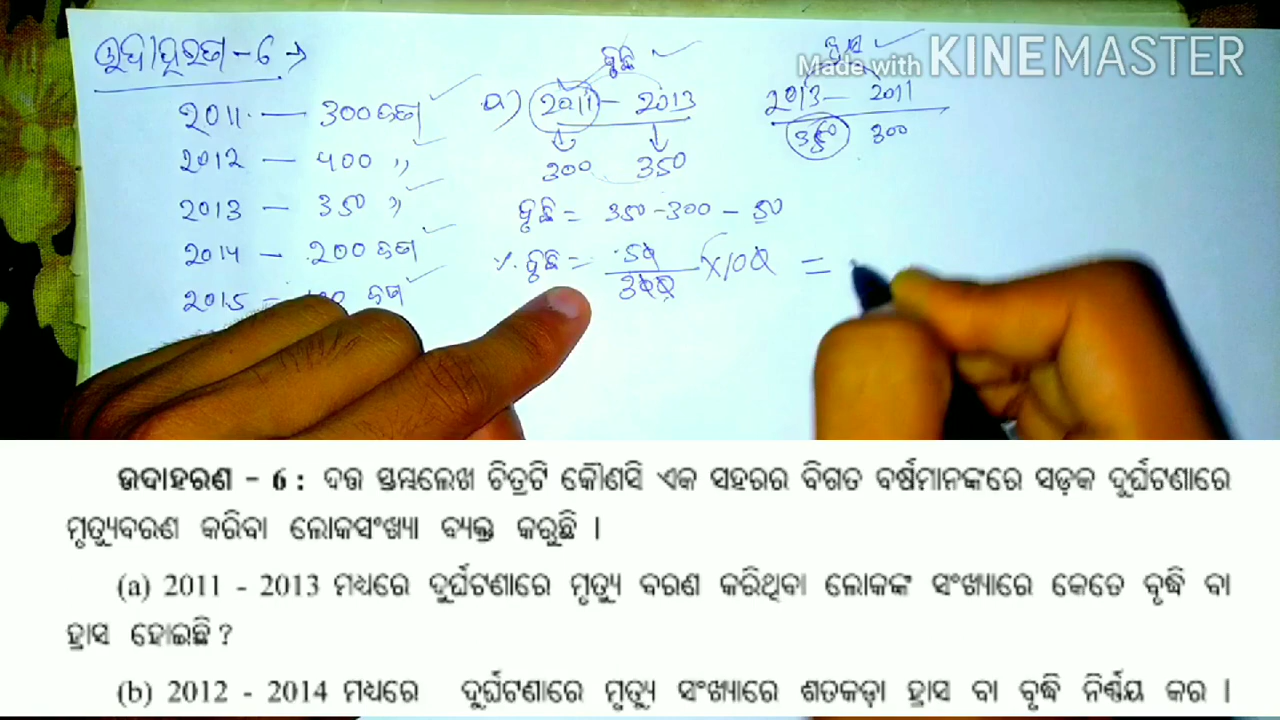 ଉଦାହରଣ - 6 →
2011 — 300 ଜଣ
2012 — 400 ,,
2013 — 350 ,,
2014 — 200 ଜଣ
2015 — ଜଣ
ବୃଦ୍ଧି
a) 2011 — 2013
300 350
ବୃଦ୍ଧି = 350 - 300 - 50
%. ବୃଦ୍ଧି = 50/300 × 100 =
ହ୍ରାସ
2013 — 2011
350 300
Made with KINEMASTER
ଉଦାହରଣ - 6 : ଦତ୍ତ ସ୍ତମ୍ଭଲେଖ ଚିତ୍ରଟି କୌଣସି ଏକ ସହରର ବିଗତ ବର୍ଷମାନଙ୍କରେ ସଡ଼କ ଦୁର୍ଘଟଣାରେ
ମୃତ୍ୟୁବରଣ କରିବା ଲୋକସଂଖ୍ୟା ବ୍ୟକ୍ତ କରୁଛି ।
(a) 2011 - 2013 ମଧ୍ୟରେ ଦୁର୍ଘଟଣାରେ ମୃତ୍ୟୁ ବରଣ କରିଥିବା ଲୋକଙ୍କ ସଂଖ୍ୟାରେ କେତେ ବୃଦ୍ଧି ବା
ହ୍ରାସ ହୋଇଛି ?
(b) 2012 - 2014 ମଧ୍ୟରେ ଦୁର୍ଘଟଣାରେ ମୃତ୍ୟୁ ସଂଖ୍ୟାରେ ଶତକଡ଼ା ହ୍ରାସ ବା ବୃଦ୍ଧି ନିର୍ଣ୍ଣୟ କର ।